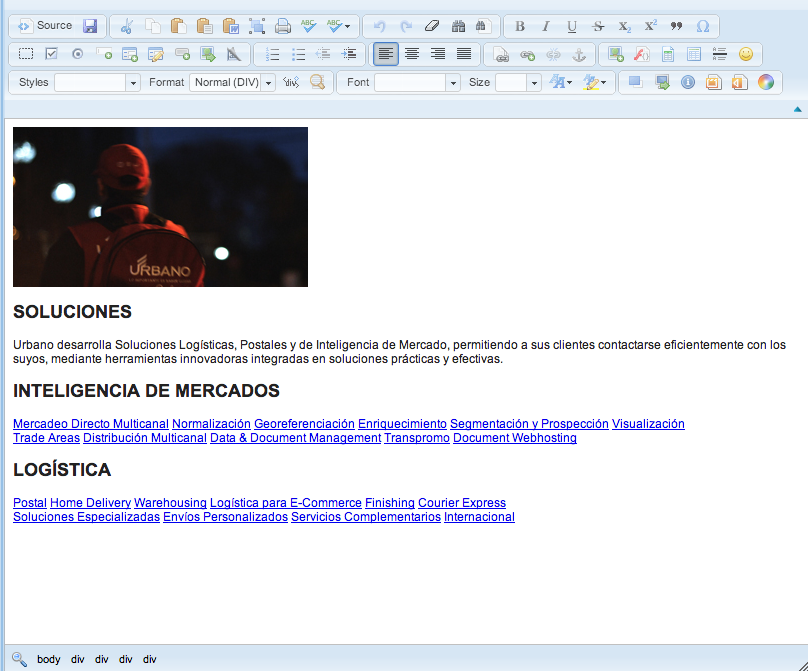 Source
ABC ABC
B I U S X₂ X² Ω
Styles Format Normal (DIV) Font Size
URBANO
SOLUCIONES
Urbano desarrolla Soluciones Logísticas, Postales y de Inteligencia de Mercado, permitiendo a sus clientes contactarse eficientemente con los
suyos, mediante herramientas innovadoras integradas en soluciones prácticas y efectivas.
INTELIGENCIA DE MERCADOS
Mercadeo Directo Multicanal Normalización Georeferenciación Enriquecimiento Segmentación y Prospección Visualización
Trade Areas Distribución Multicanal Data & Document Management Transpromo Document Webhosting
LOGÍSTICA
Postal Home Delivery Warehousing Logística para E-Commerce Finishing Courier Express
Soluciones Especializadas Envíos Personalizados Servicios Complementarios Internacional
body div div div div